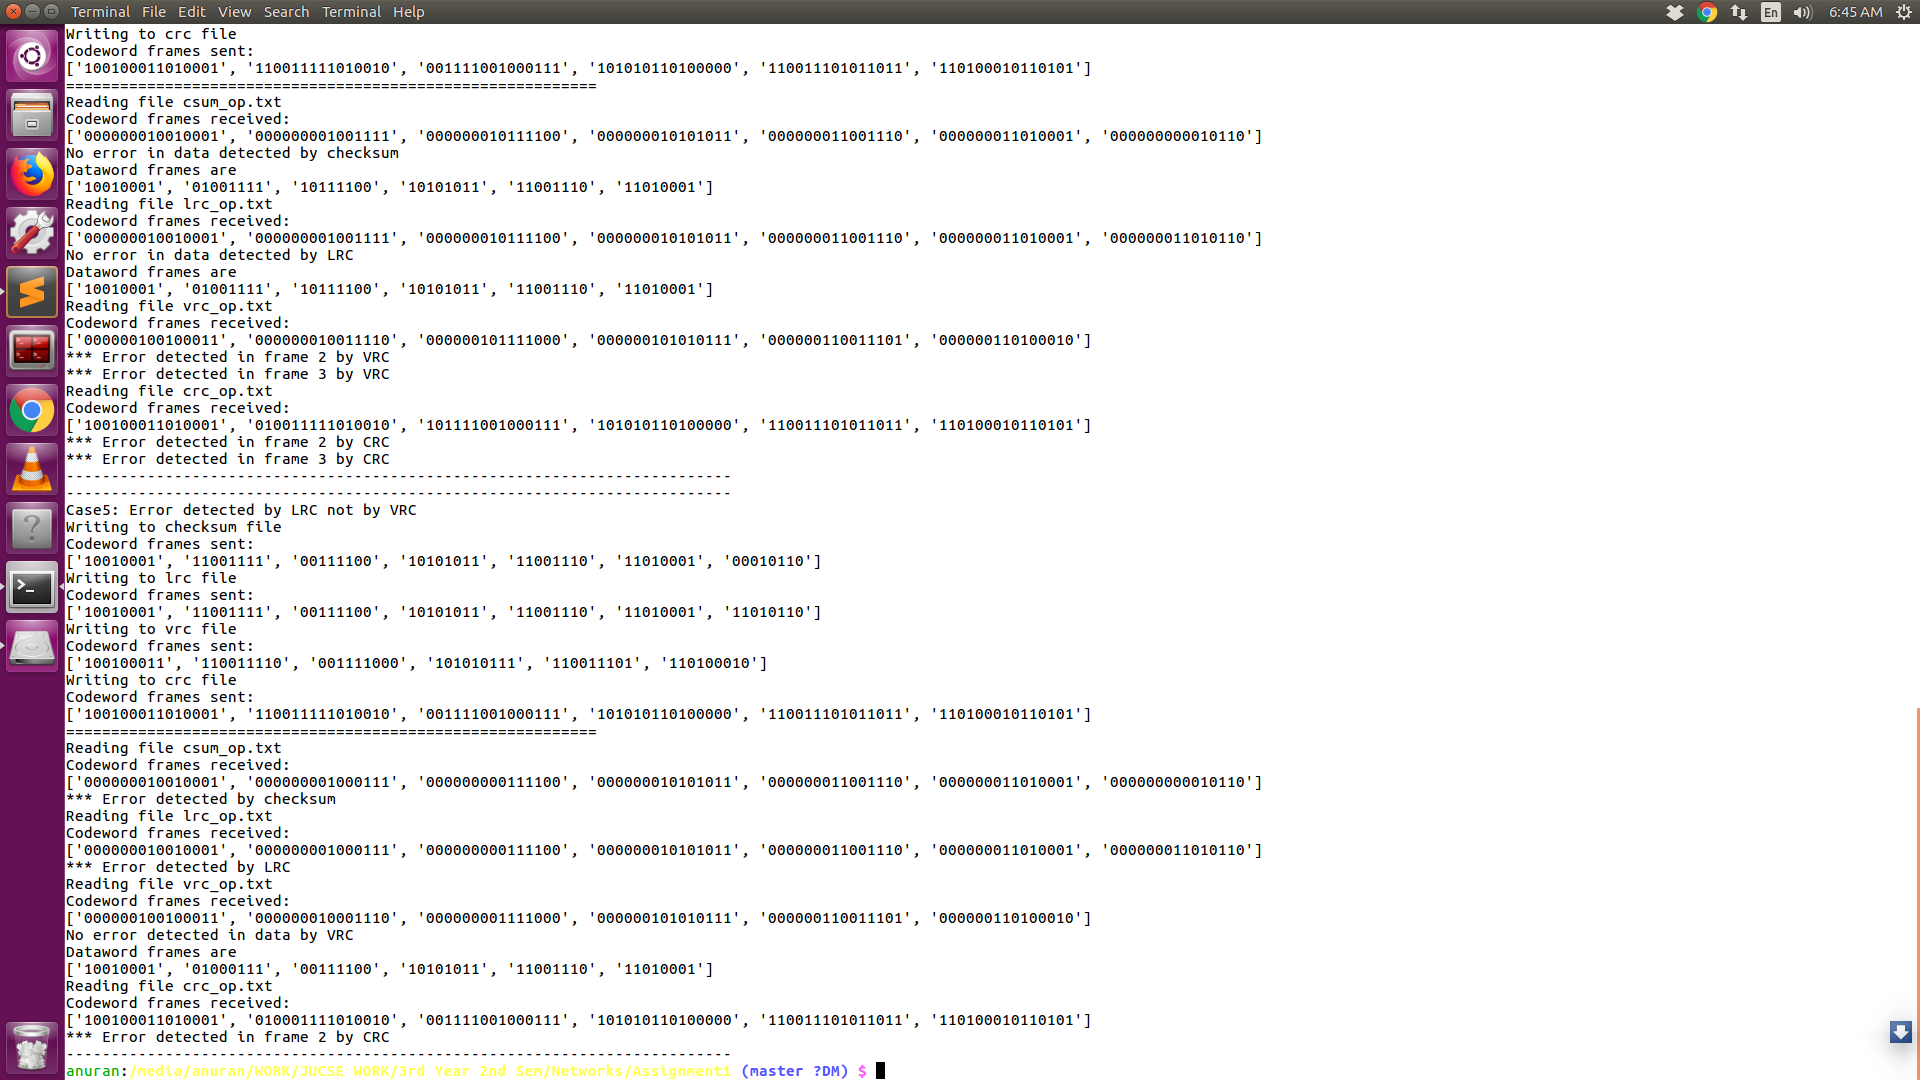 Terminal File Edit View Search Terminal Help En 6:45 AM
Writing to crc file
Codeword frames sent:
['100100011010001', '110011111010010', '001111001000111', '101010110100000', '110011101011011', '110100010110101']
===========================================================
Reading file csum_op.txt
Codeword frames received:
['000000010010001', '000000001001111', '000000010111100', '000000010101011', '000000011001110', '000000011010001', '000000000010110']
No error in data detected by checksum
Dataword frames are
['10010001', '01001111', '10111100', '10101011', '11001110', '11010001']
Reading file lrc_op.txt
Codeword frames received:
['000000010010001', '000000001001111', '000000010111100', '000000010101011', '000000011001110', '000000011010001', '000000011010110']
No error in data detected by LRC
Dataword frames are
['10010001', '01001111', '10111100', '10101011', '11001110', '11010001']
Reading file vrc_op.txt
Codeword frames received:
['000000100100011', '000000010011110', '000000101111000', '000000101010111', '000000110011101', '000000110100010']
*** Error detected in frame 2 by VRC
*** Error detected in frame 3 by VRC
Reading file crc_op.txt
Codeword frames received:
['100100011010001', '010011111010010', '101111001000111', '101010110100000', '110011101011011', '110100010110101']
*** Error detected in frame 2 by CRC
*** Error detected in frame 3 by CRC
--------------------------------------------------------------------------
--------------------------------------------------------------------------
Case5: Error detected by LRC not by VRC
Writing to checksum file
Codeword frames sent:
['10010001', '11001111', '00111100', '10101011', '11001110', '11010001', '00010110']
Writing to lrc file
Codeword frames sent:
['10010001', '11001111', '00111100', '10101011', '11001110', '11010001', '11010110']
Writing to vrc file
Codeword frames sent:
['100100011', '110011110', '001111000', '101010111', '110011101', '110100010']
Writing to crc file
Codeword frames sent:
['100100011010001', '110011111010010', '001111001000111', '101010110100000', '110011101011011', '110100010110101']
===========================================================
Reading file csum_op.txt
Codeword frames received:
['000000010010001', '000000001000111', '000000000111100', '000000010101011', '000000011001110', '000000011010001', '000000000010110']
*** Error detected by checksum
Reading file lrc_op.txt
Codeword frames received:
['000000010010001', '000000001000111', '000000000111100', '000000010101011', '000000011001110', '000000011010001', '000000011010110']
*** Error detected by LRC
Reading file vrc_op.txt
Codeword frames received:
['000000100100011', '000000010001110', '000000001111000', '000000101010111', '000000110011101', '000000110100010']
No error detected in data by VRC
Dataword frames are
['10010001', '01000111', '00111100', '10101011', '11001110', '11010001']
Reading file crc_op.txt
Codeword frames received:
['100100011010001', '010001111010010', '001111001000111', '101010110100000', '110011101011011', '110100010110101']
*** Error detected in frame 2 by CRC
--------------------------------------------------------------------------
anuran:/media/anuran/WORK/JUCSE WORK/3rd Year 2nd Sem/Networks/Assignment1 (master ?DM) $